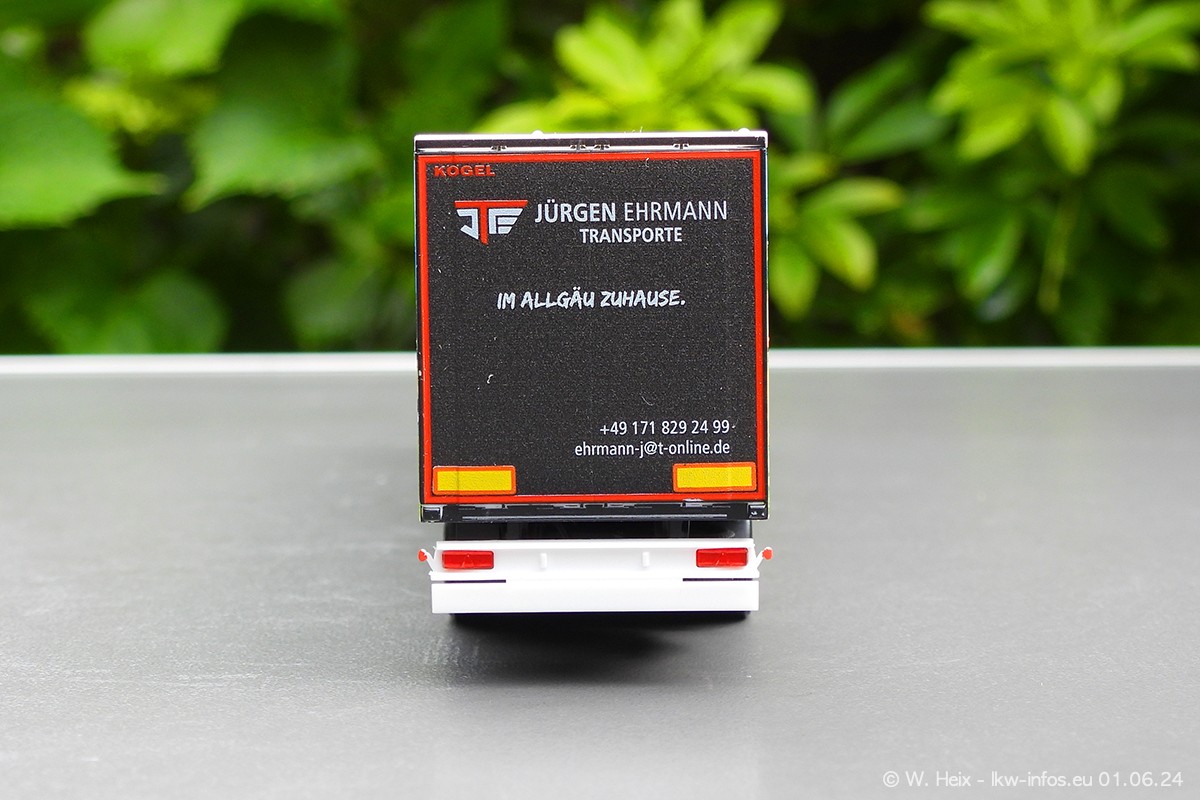 KÖGEL
JTE JÜRGEN EHRMANN
TRANSPORTE
IM ALLGÄU ZUHAUSE.
+49 171 829 24 99
ehrmann-j@t-online.de
© W. Heix - lkw-infos.eu 01.06.24